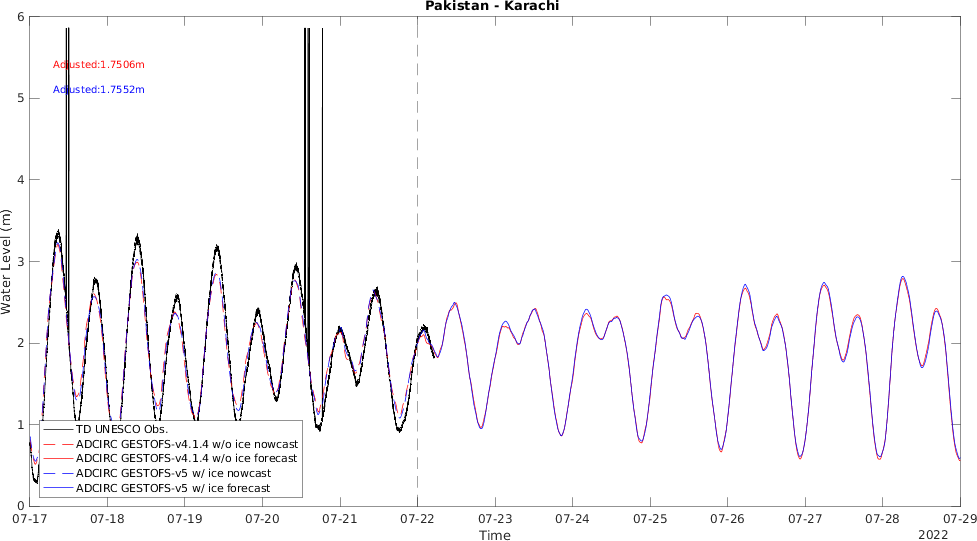 Pakistan - Karachi
6
Adjusted:1.7506m
Adjusted:1.7552m
5
4
3
2
1
0
Water Level (m)
TD UNESCO Obs.
ADCIRC GESTOFS-v4.1.4 w/o ice nowcast
ADCIRC GESTOFS-v4.1.4 w/o ice forecast
ADCIRC GESTOFS-v5 w/ ice nowcast
ADCIRC GESTOFS-v5 w/ ice forecast
07-17 07-18 07-19 07-20 07-21 07-22 07-23 07-24 07-25 07-26 07-27 07-28 07-29
Time
2022